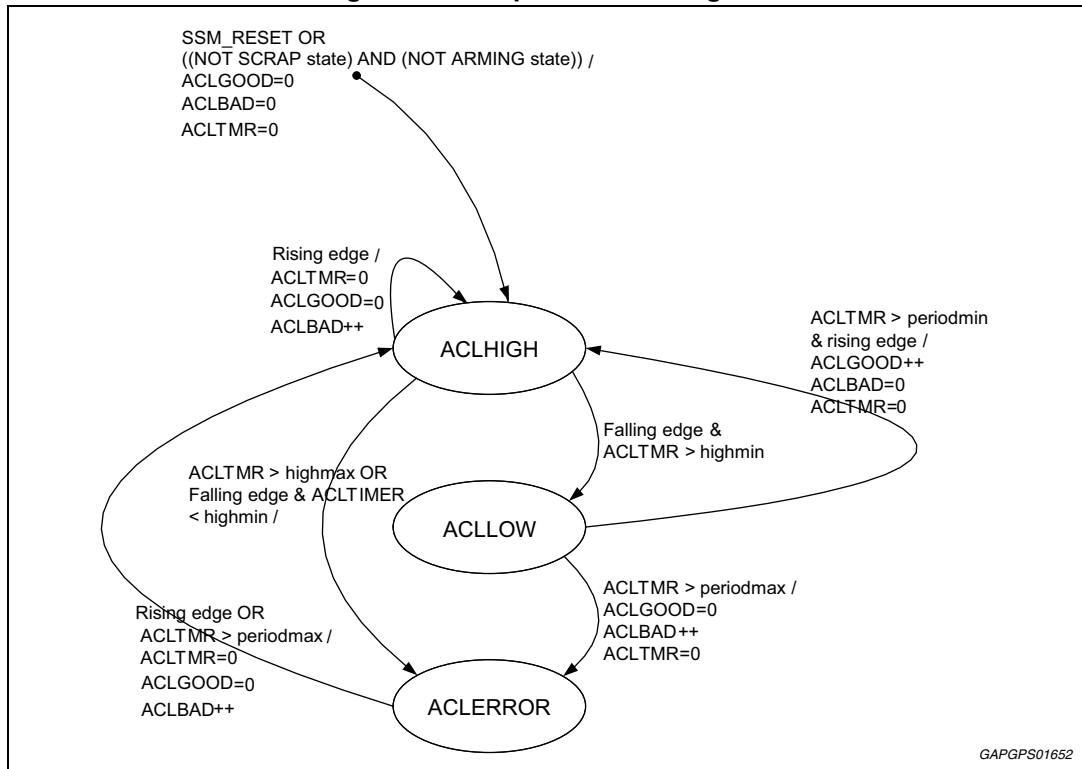 SSM_RESET OR
((NOT SCRAP state) AND (NOT ARMING state)) /
ACLGOOD=0
ACLBAD=0
ACLTMR=0
Rising edge /
ACLTMR=0
ACLGOOD=0
ACLBAD++
ACLHIGH
ACLTMR > periodmin
& rising edge /
ACLGOOD++
ACLBAD=0
ACLTMR=0
Falling edge &
ACLTMR > highmin
ACLTMR > highmax OR
Falling edge & ACLTIMER
< highmin /
ACLLOW
ACLTMR > periodmax /
ACLGOOD=0
ACLBAD++
ACLTMR=0
Rising edge OR
ACLTMR > periodmax /
ACLTMR=0
ACLGOOD=0
ACLBAD++
ACLERROR
GAPGPS01652